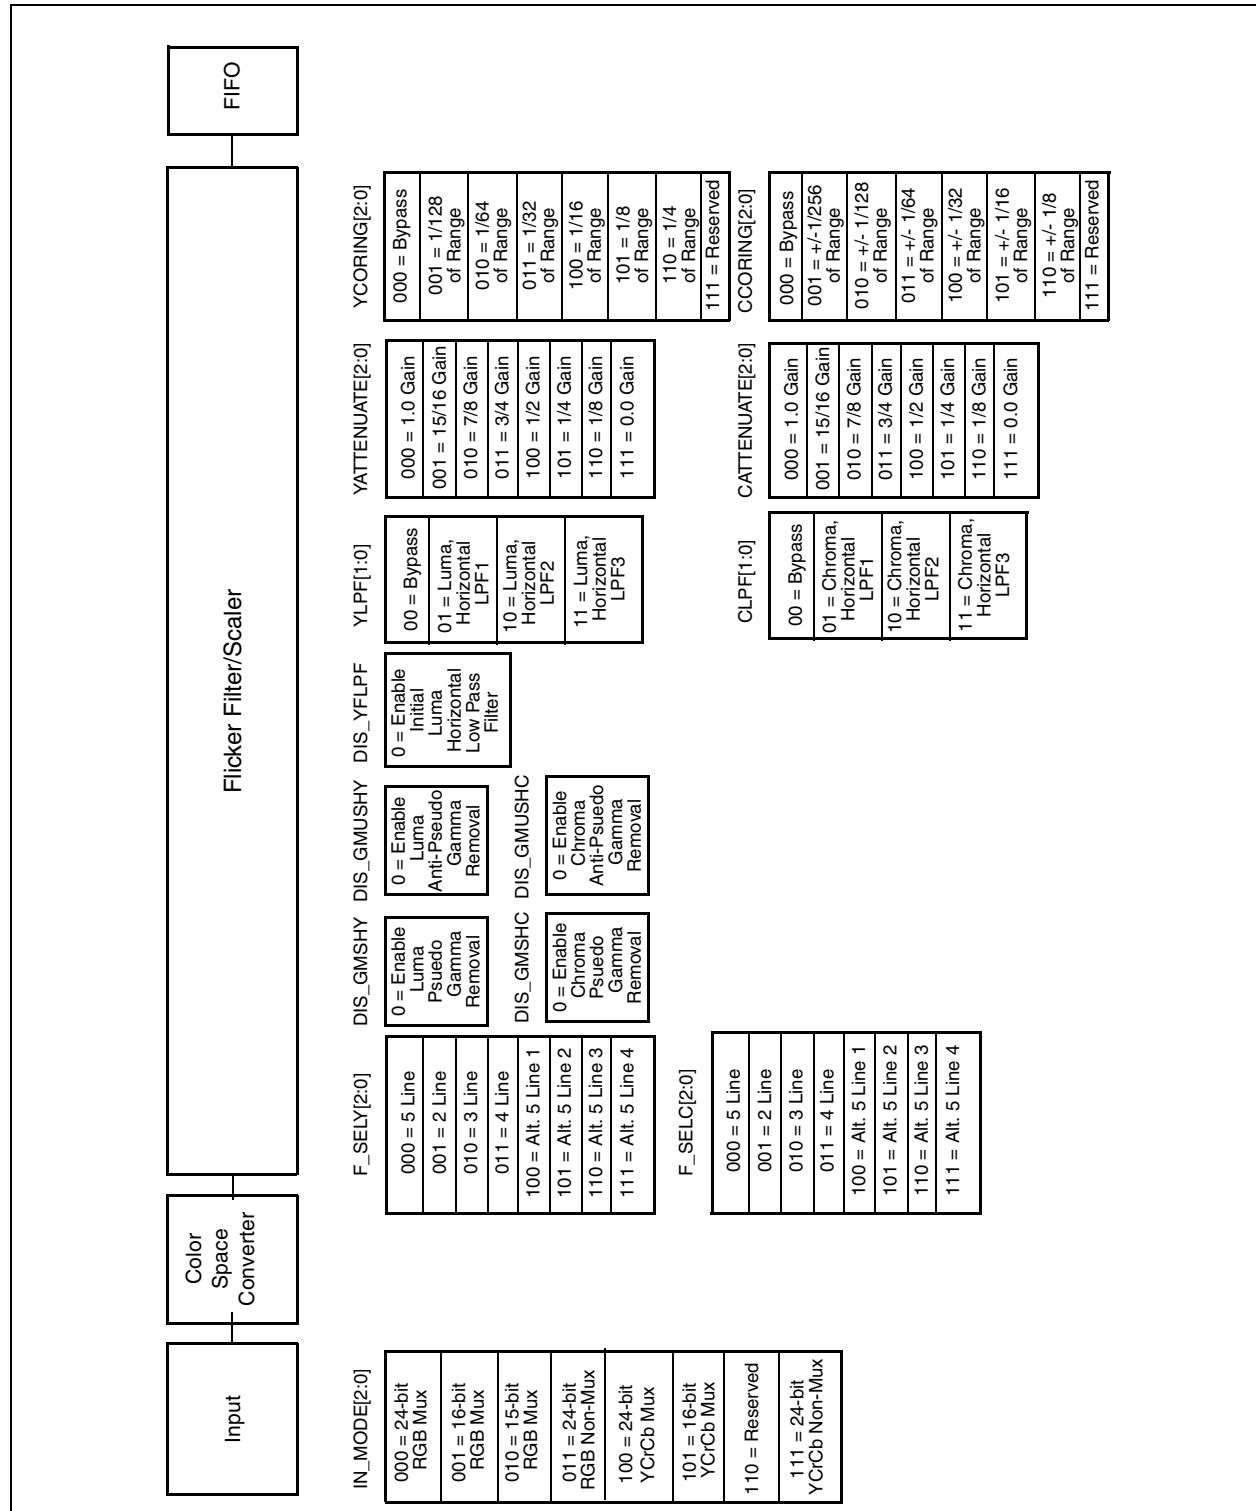 Input
Color
Space
Converter
Flicker Filter/Scaler
FIFO
IN_MODE[2:0]
000 = 24-bit
RGB Mux
001 = 16-bit
RGB Mux
010 = 15-bit
RGB Mux
011 = 24-bit
RGB Non-Mux
100 = 24-bit
YCrCb Mux
101 = 16-bit
YCrCb Mux
110 = Reserved
111 = 24-bit
YCrCb Non-Mux
F_SELY[2:0]
000 = 5 Line
001 = 2 Line
010 = 3 Line
011 = 4 Line
100 = Alt. 5 Line 1
101 = Alt. 5 Line 2
110 = Alt. 5 Line 3
111 = Alt. 5 Line 4
F_SELC[2:0]
000 = 5 Line
001 = 2 Line
010 = 3 Line
011 = 4 Line
100 = Alt. 5 Line 1
101 = Alt. 5 Line 2
110 = Alt. 5 Line 3
111 = Alt. 5 Line 4
DIS_GMSHY
0 = Enable
Luma
Psuedo
Gamma
Removal
DIS_GMSHC
0 = Enable
Chroma
Psuedo
Gamma
Removal
DIS_GMUSHY
0 = Enable
Luma
Anti-Pseudo
Gamma
Removal
DIS_GMUSHC
0 = Enable
Chroma
Anti-Psuedo
Gamma
Removal
DIS_YFLPF
0 = Enable
Initial
Luma
Horizontal
Low Pass
Filter
YLPF[1:0]
00 = Bypass
01 = Luma,
Horizontal
LPF1
10 = Luma,
Horizontal
LPF2
11 = Luma,
Horizontal
LPF3
CLPF[1:0]
00 = Bypass
01 = Chroma,
Horizontal
LPF1
10 = Chroma,
Horizontal
LPF2
11 = Chroma,
Horizontal
LPF3
YATTENUATE[2:0]
000 = 1.0 Gain
001 = 15/16 Gain
010 = 7/8 Gain
011 = 3/4 Gain
100 = 1/2 Gain
101 = 1/4 Gain
110 = 1/8 Gain
111 = 0.0 Gain
CATTENUATE[2:0]
000 = 1.0 Gain
001 = 15/16 Gain
010 = 7/8 Gain
011 = 3/4 Gain
100 = 1/2 Gain
101 = 1/4 Gain
110 = 1/8 Gain
111 = 0.0 Gain
YCORING[2:0]
000 = Bypass
001 = 1/128
of Range
010 = 1/64
of Range
011 = 1/32
of Range
100 = 1/16
of Range
101 = 1/8
of Range
110 = 1/4
of Range
111 = Reserved
CCORING[2:0]
000 = Bypass
001 = +/-1/256
of Range
010 = +/- 1/128
of Range
011 = +/- 1/64
of Range
100 = +/- 1/32
of Range
101 = +/- 1/16
of Range
110 = +/- 1/8
of Range
111 = Reserved